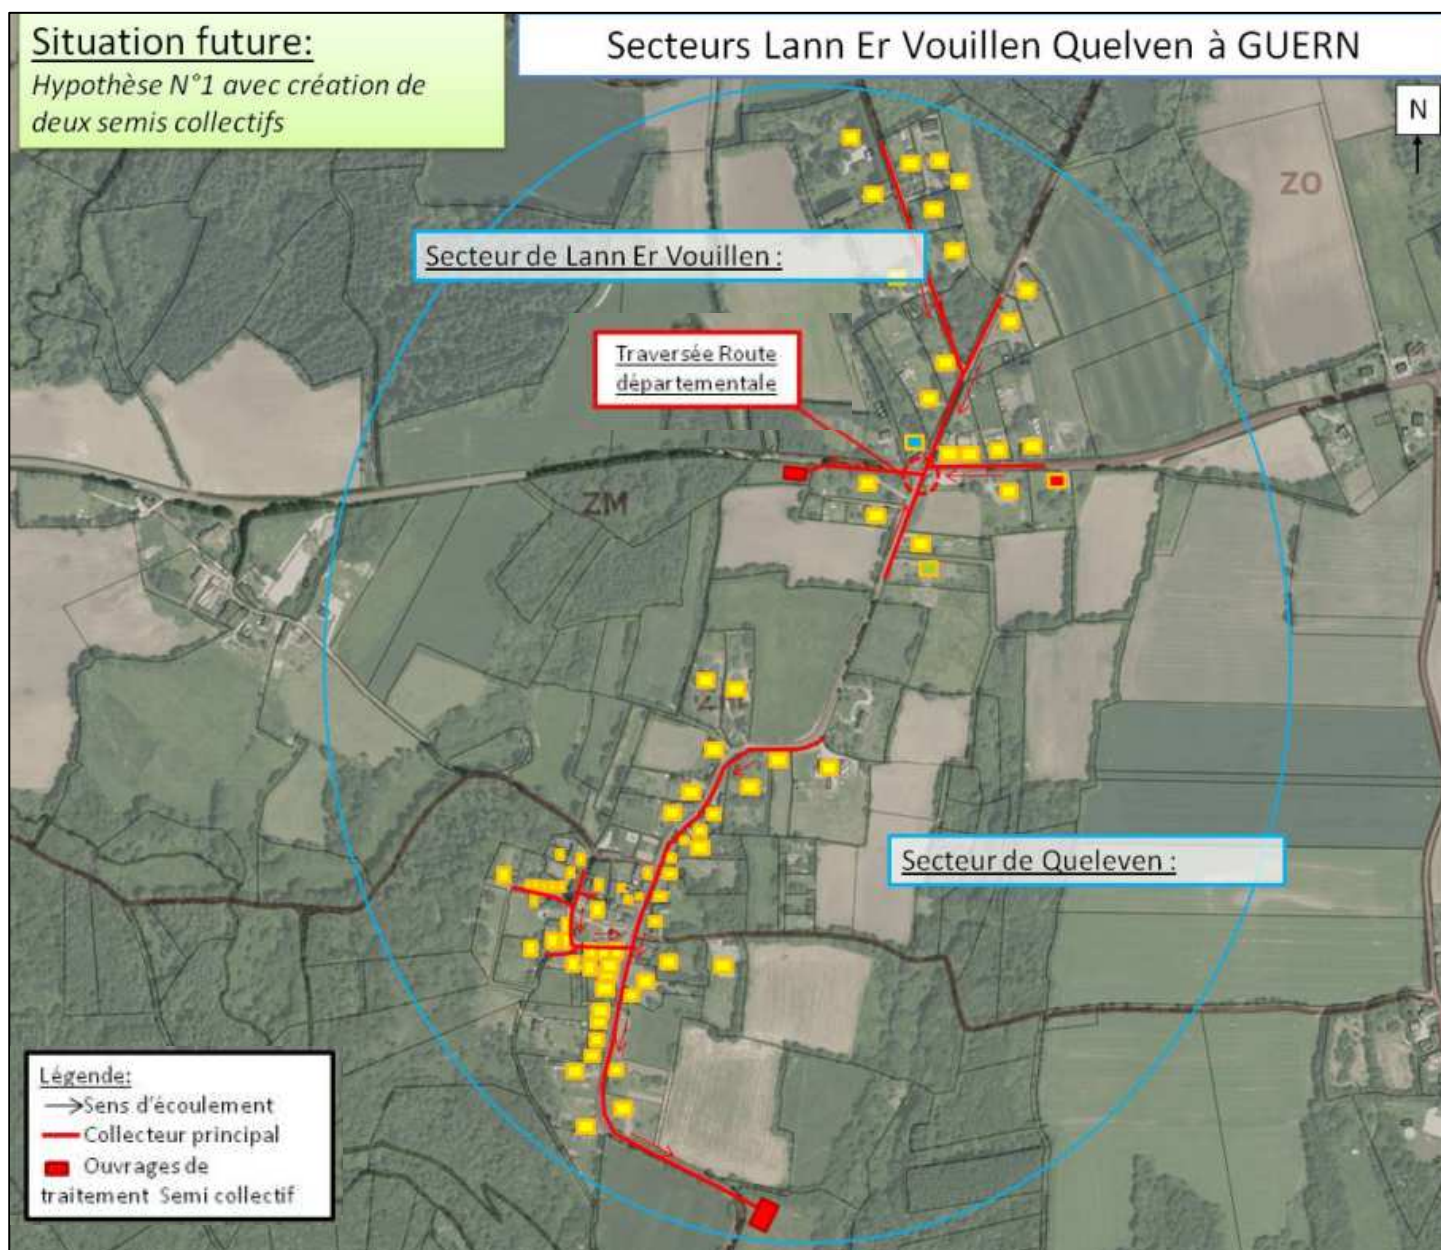 Situation future:
Hypothèse N°1 avec création de
deux semis collectifs
Secteurs Lann Er Vouillen Quelven à GUERN
N
ZO
Secteur de Lann Er Vouillen :
Traversée Route
départementale
ZM
Secteur de Queleven :
Légende:
Sens d'écoulement
Collecteur principal
Ouvrages de
traitement Semi collectif